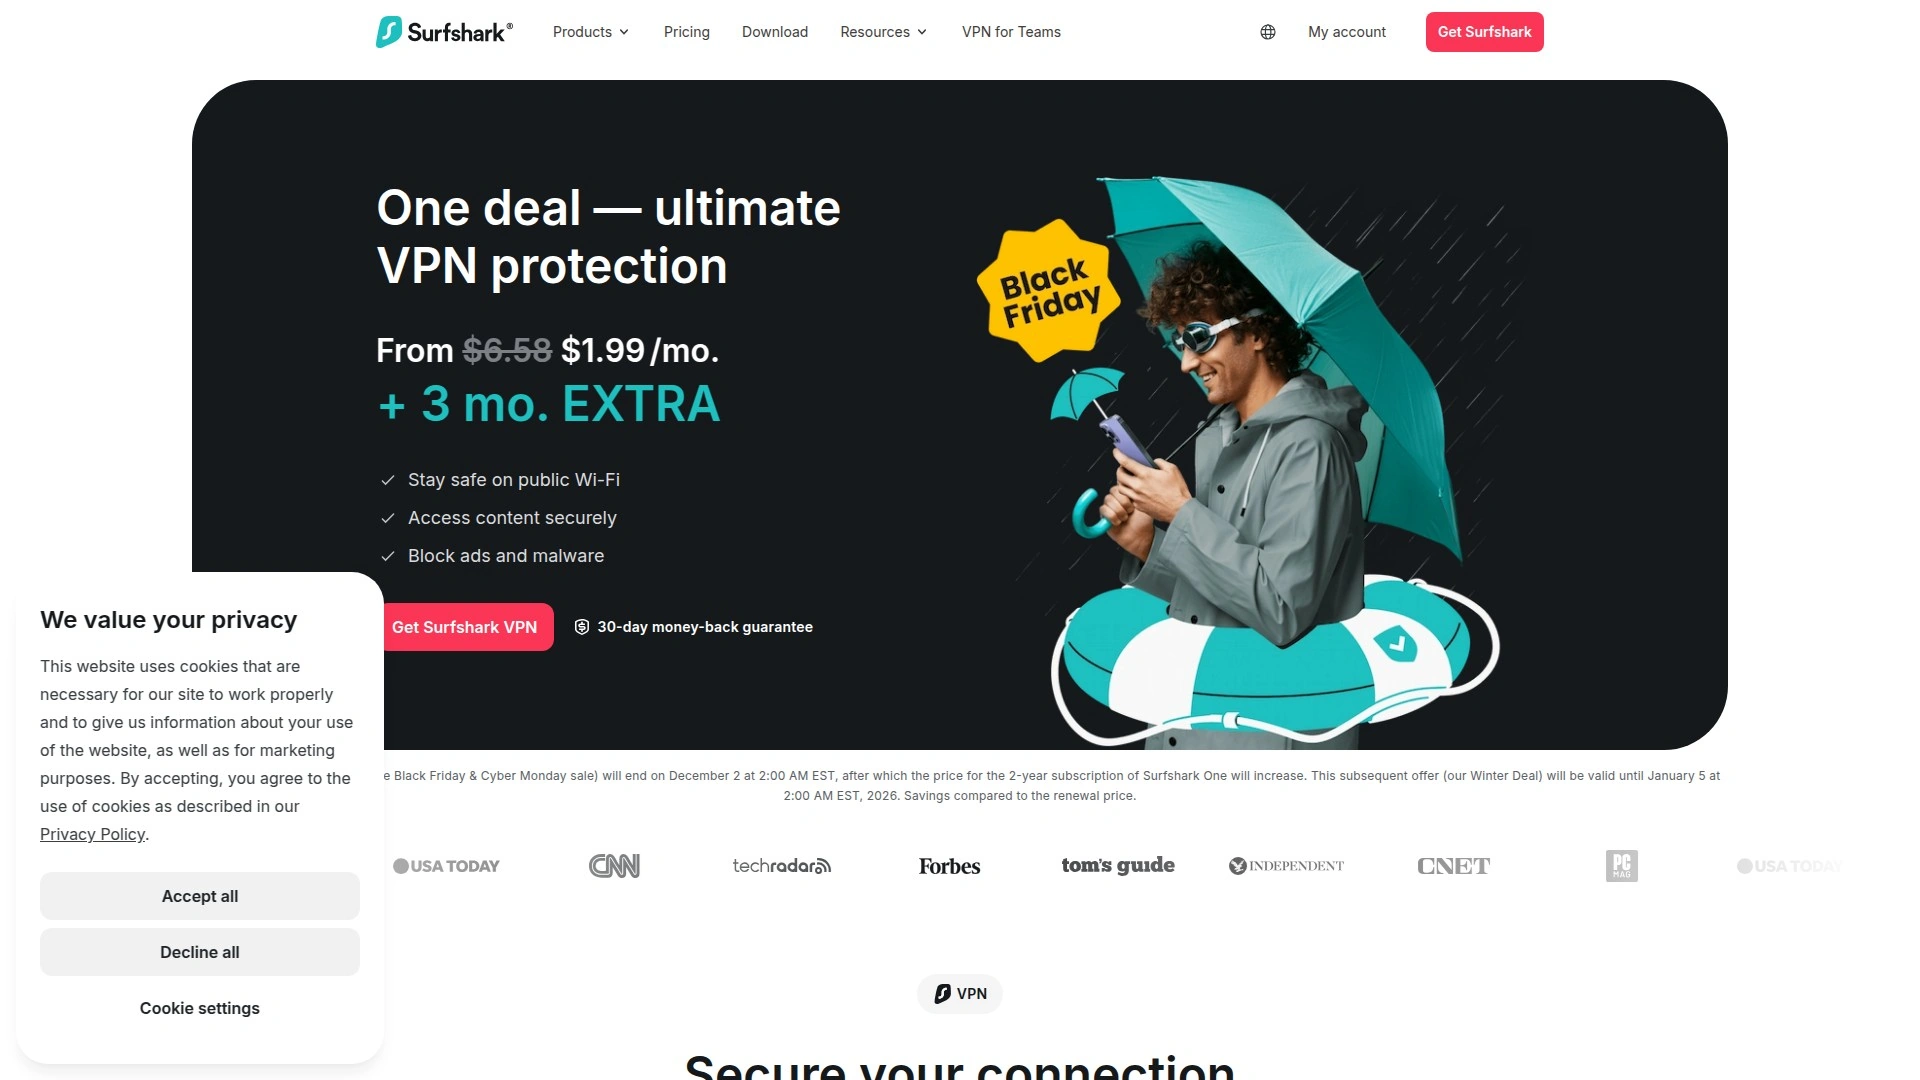 Surfshark®
Products
Pricing
Download
Resources
VPN for Teams
My account
Get Surfshark
One deal — ultimate
VPN protection
From $6.58 $1.99/mo.
+ 3 mo. EXTRA
Stay safe on public Wi-Fi
Access content securely
Block ads and malware
Get Surfshark VPN
30-day money-back guarantee
Black
Friday
Black Friday & Cyber Monday sale) will end on December 2 at 2:00 AM EST, after which the price for the 2-year subscription of Surfshark One will increase. This subsequent offer (our Winter Deal) will be valid until January 5 at
2:00 AM EST, 2026. Savings compared to the renewal price.
USA TODAY
CNN
techradar
Forbes
tom's guide
INDEPENDENT
CNET
PC
MAG
USA TODAY
We value your privacy
This website uses cookies that are
necessary for our site to work properly
and to give us information about your use
of the website, as well as for marketing
purposes. By accepting, you agree to the
use of cookies as described in our
Privacy Policy.
Accept all
Decline all
Cookie settings
VPN
Secure your connection